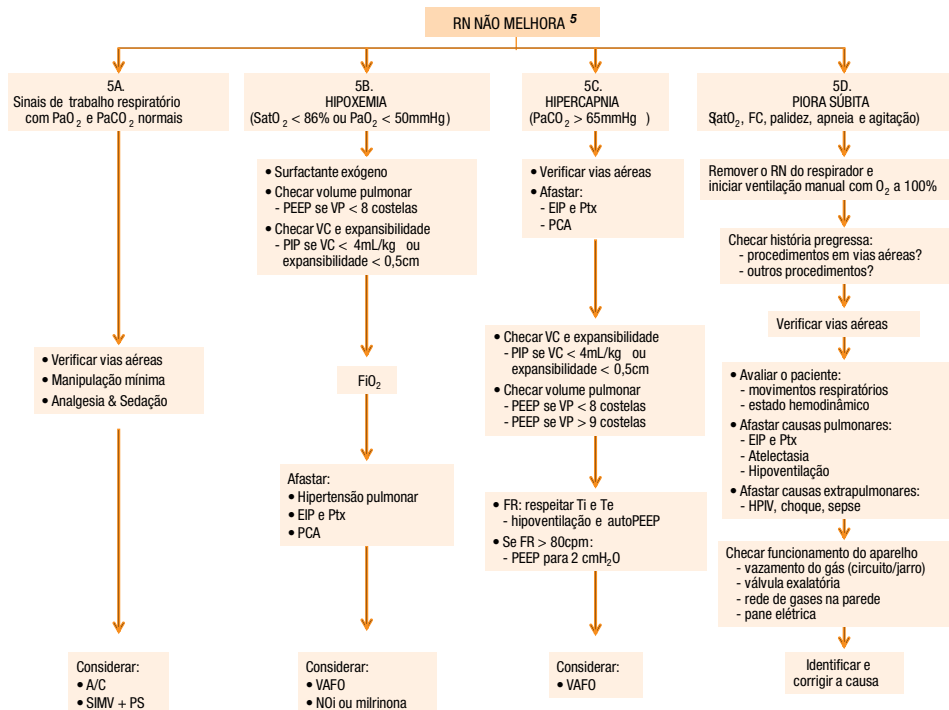 RN NÃO MELHORA 5
5A.
Sinais de trabalho respiratório
com PaO2 e PaCO2 normais
Verificar vias aéreas
Manipulação mínima
Analgesia & Sedação
Considerar:
A/C
SIMV + PS
5B.
HIPOXEMIA
(SatO2 < 86% ou PaO2 < 50mmHg)
Surfactante exógeno
Checar volume pulmonar
- PEEP se VP < 8 costelas
Checar VC e expansibilidade
- PIP se VC < 4mL/kg ou
expansibilidade < 0,5cm
FiO2
Afastar:
Hipertensão pulmonar
EIP e Ptx
PCA
Considerar:
VAFO
NOi ou milrinona
5C.
HIPERCAPNIA
(PaCO2 > 65mmHg )
Verificar vias aéreas
Afastar:
- EIP e Ptx
- PCA
Checar VC e expansibilidade
- PIP se VC < 4mL/kg ou
expansibilidade < 0,5cm
Checar volume pulmonar
- PEEP se VP < 8 costelas
- PEEP se VP > 9 costelas
FR: respeitar Ti e Te
- hipoventilação e autoPEEP
Se FR > 80cpm:
- PEEP para 2 cmH2O
Considerar:
VAFO
5D.
PIORA SÚBITA
(SatO2, FC, palidez, apneia e agitação)
Remover o RN do respirador e
iniciar ventilação manual com O2 a 100%
Checar história pregressa:
- procedimentos em vias aéreas?
- outros procedimentos?
Verificar vias aéreas
Avaliar o paciente:
- movimentos respiratórios
- estado hemodinâmico
Afastar causas pulmonares:
- EIP e Ptx
- Atelectasia
- Hipoventilação
Afastar causas extrapulmonares:
- HPIV, choque, sepse
Checar funcionamento do aparelho
- vazamento do gás (circuito/jarro)
- válvula exalatória
- rede de gases na parede
- pane elétrica
Identificar e
corrigir a causa